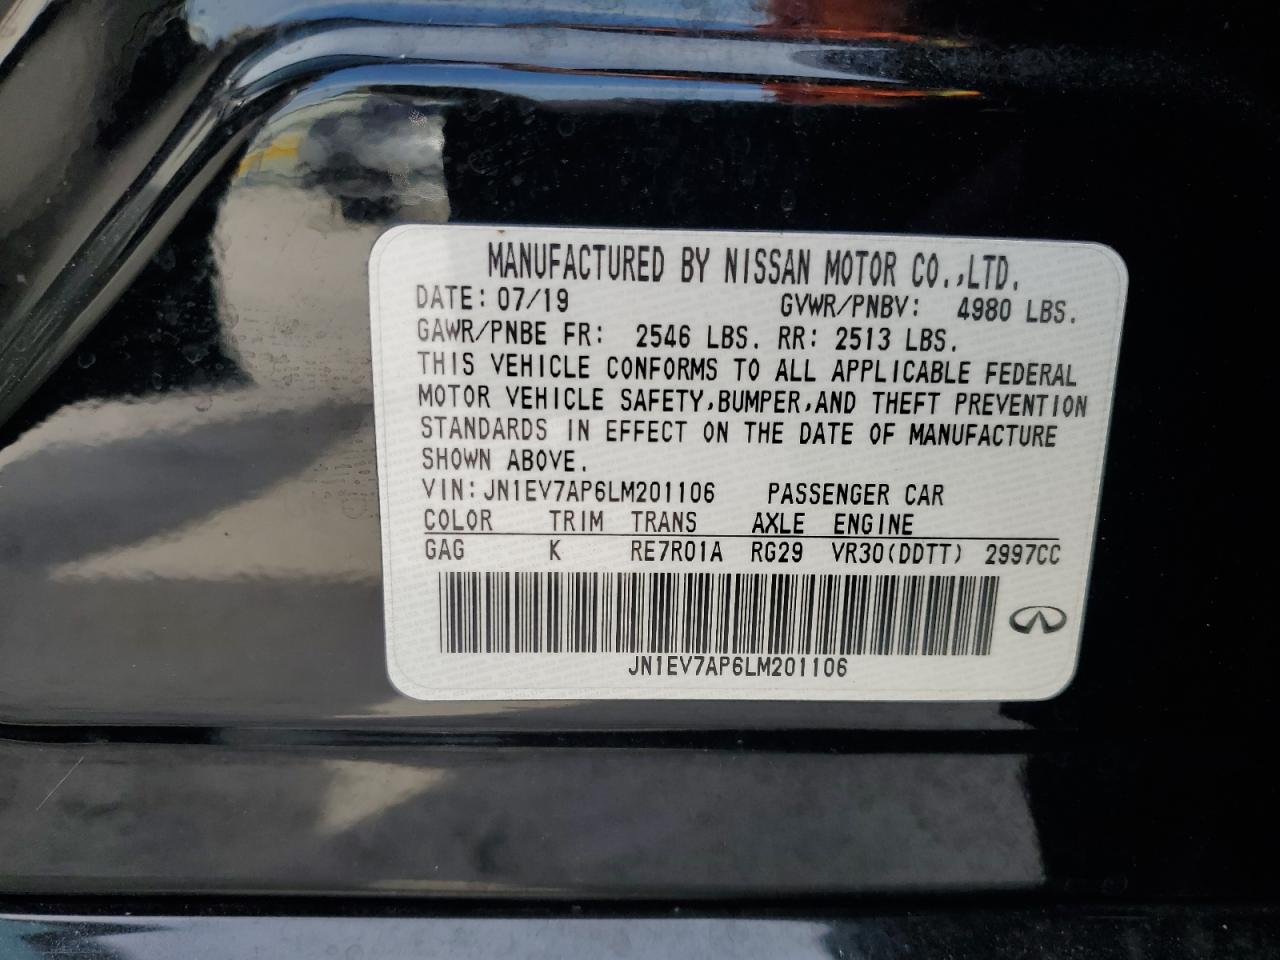 MANUFACTURED BY NISSAN MOTOR CO.,LTD.
DATE: 07/19 GVWR/PNBV: 4980 LBS.
GAWR/PNBE FR: 2546 LBS. RR: 2513 LBS.
THIS VEHICLE CONFORMS TO ALL APPLICABLE FEDERAL
MOTOR VEHICLE SAFETY,BUMPER,AND THEFT PREVENTION
STANDARDS IN EFFECT ON THE DATE OF MANUFACTURE
SHOWN ABOVE.
VIN: JN1EV7AP6LM201106 PASSENGER CAR
COLOR TRIM TRANS AXLE ENGINE
GAG K RE7R01A RG29 VR30(DDTT) 2997CC
JN1EV7AP6LM201106